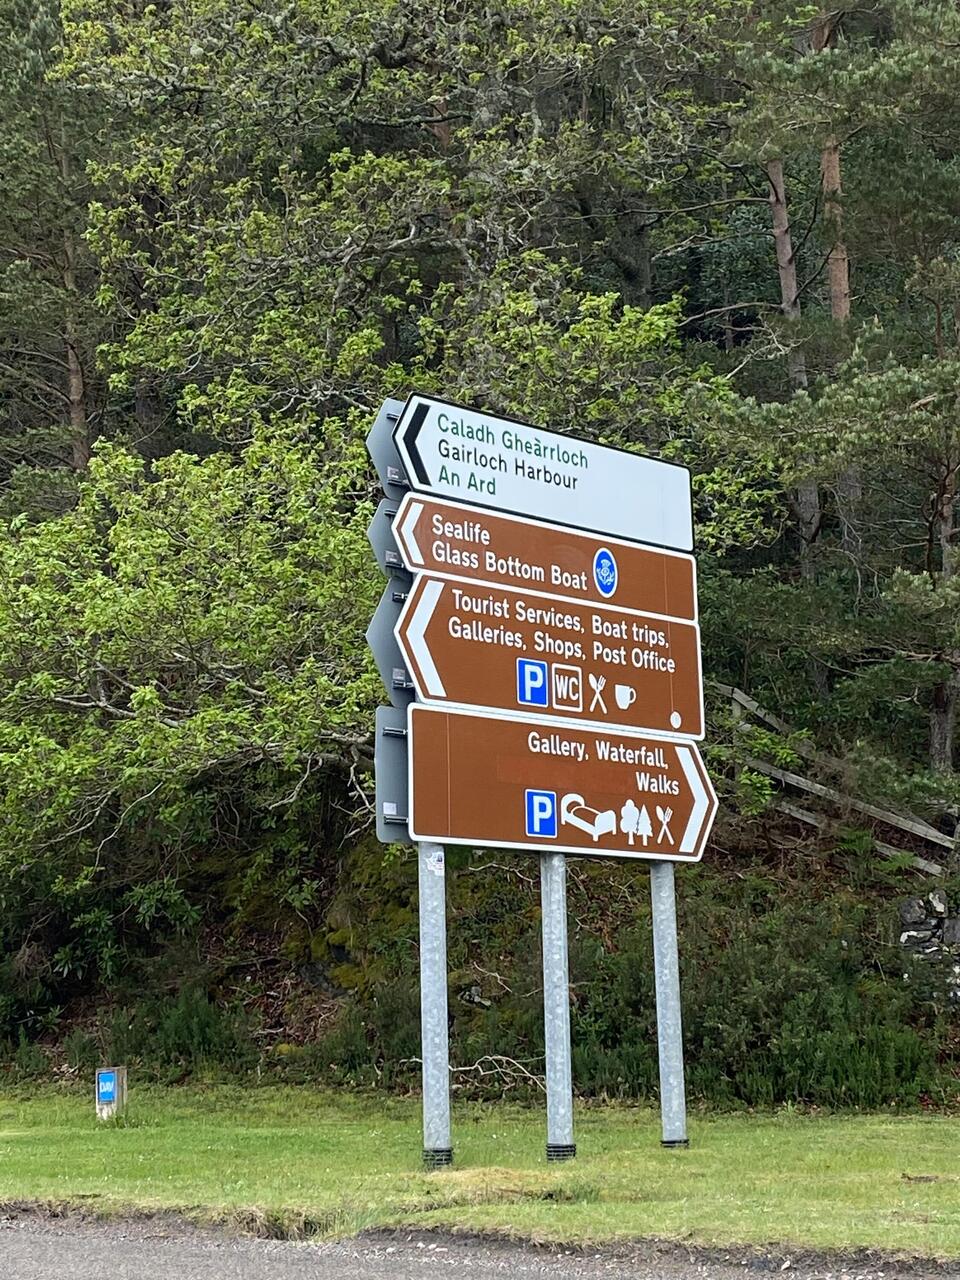 Caladh Gheàrrloch
Gairloch Harbour
An Ard
Sealife
Glass Bottom Boat
Tourist Services, Boat trips,
Galleries, Shops, Post Office
P WC
Gallery, Waterfall,
Walks
P
DAV